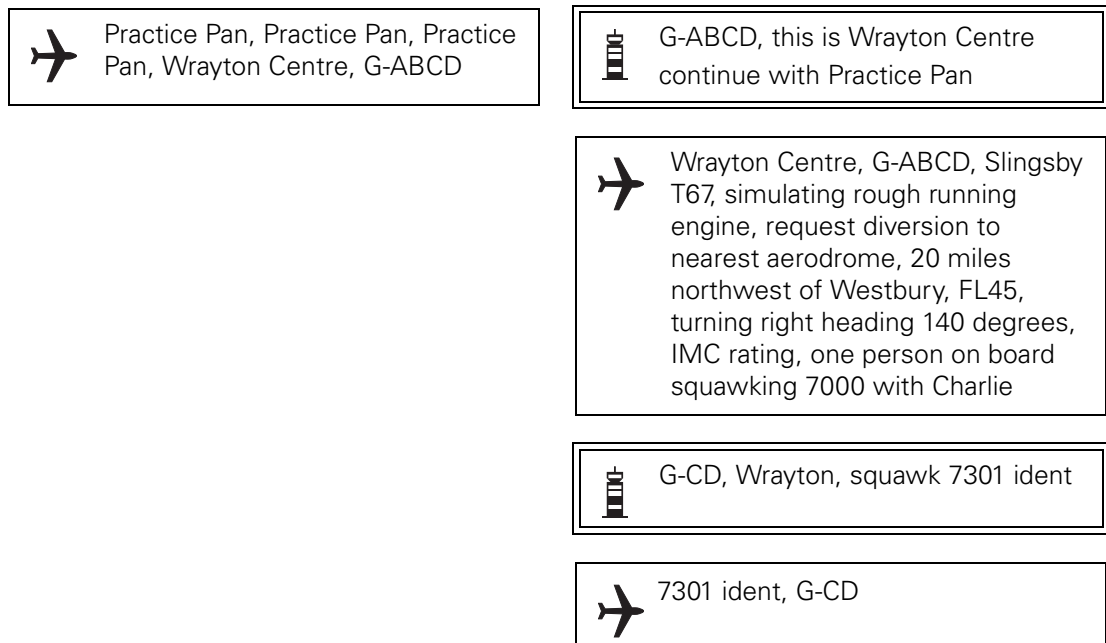 Practice Pan, Practice Pan, Practice
Pan, Wrayton Centre, G-ABCD
G-ABCD, this is Wrayton Centre
continue with Practice Pan
Wrayton Centre, G-ABCD, Slingsby
T67, simulating rough running
engine, request diversion to
nearest aerodrome, 20 miles
northwest of Westbury, FL45,
turning right heading 140 degrees,
IMC rating, one person on board
squawking 7000 with Charlie
G-CD, Wrayton, squawk 7301 ident
7301 ident, G-CD